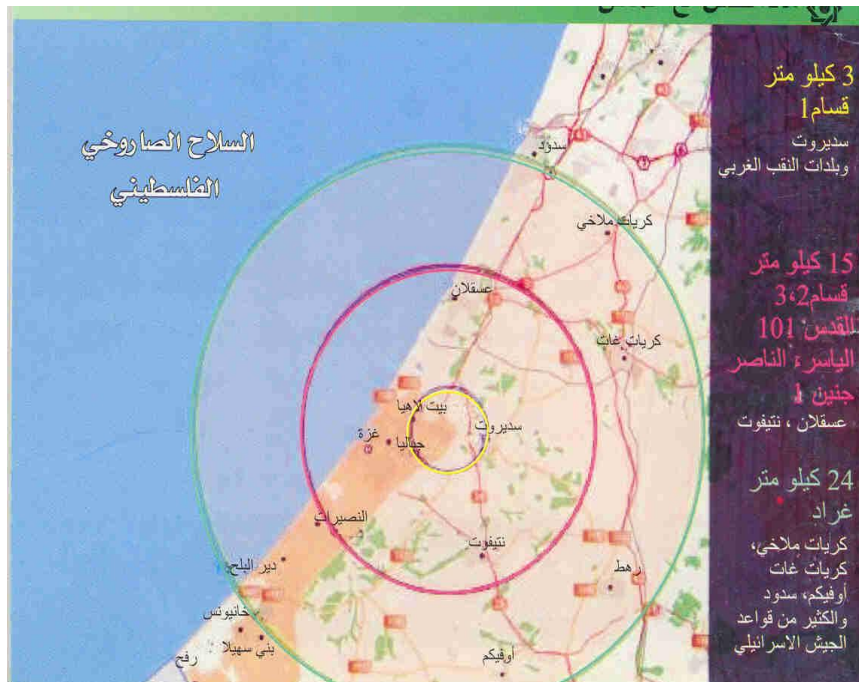 السلاح الصاروخي
الفلسطيني
3 كيلو متر
قسام1
سديروت
وبلدات النقب الغربي
15 كيلو متر
قسام2،3
القدس 101
الياسر، الناصر
جنين 1
عسقلان ، نتيفوت
24 كيلو متر
غراد
كريات ملاخي،
كريات غات
أوفيكم، سدود
والكثير من قواعد
الجيش الاسرائيلي
سدود
كريات ملاخي
عسقلان
كريات غات
بيت لاهيا
سديروت
غزة
جباليا
النصيرات
نتيفوت
دير البلح
رهط
خانيونس
بني سهيلا
رفح
أوفيكم